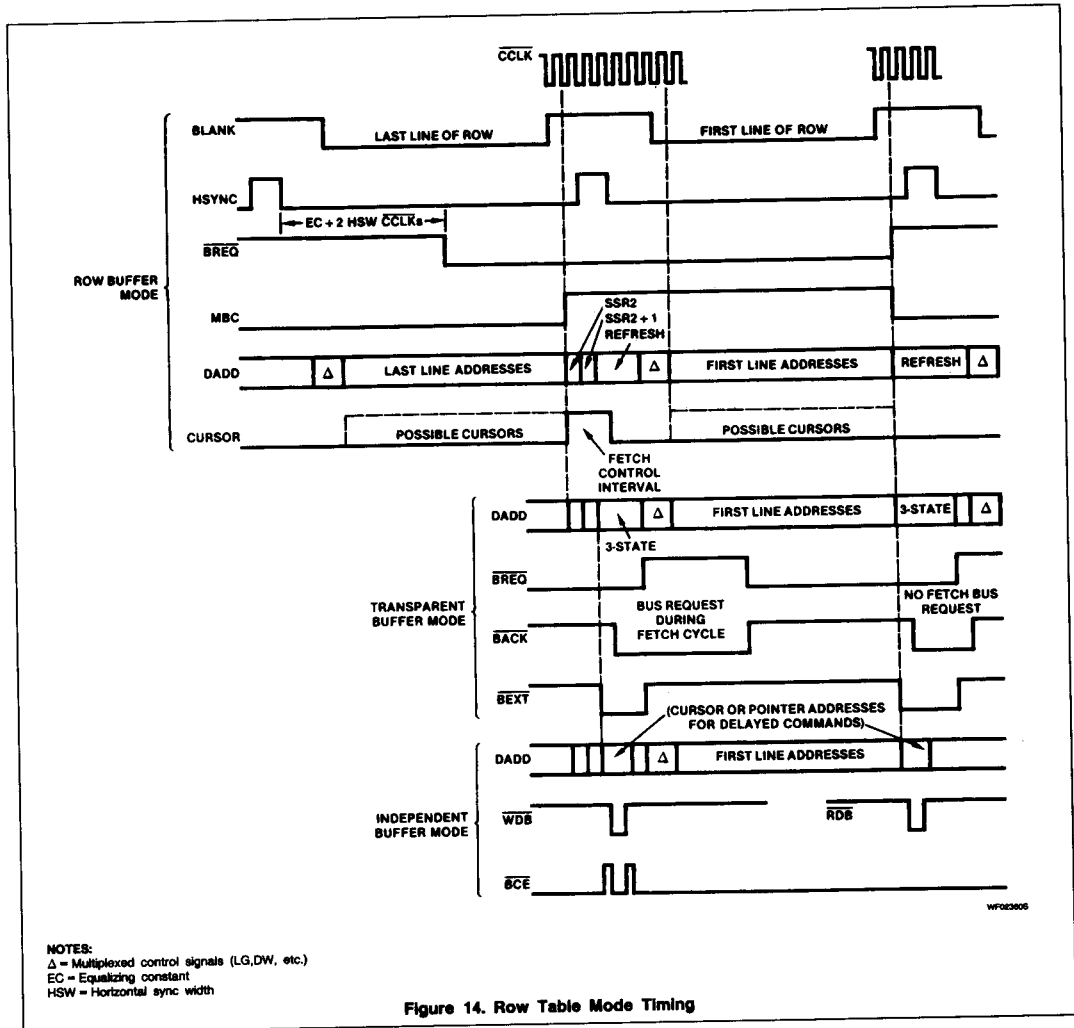 CCLK
BLANK
LAST LINE OF ROW
FIRST LINE OF ROW
HSYNC
EC + 2 HSW CCLKs
BREQ
ROW BUFFER
MODE
MBC
SSR2
SSR2 + 1
REFRESH
DADD
Δ
LAST LINE ADDRESSES
Δ
FIRST LINE ADDRESSES
REFRESH
Δ
CURSOR
POSSIBLE CURSORS
POSSIBLE CURSORS
FETCH
CONTROL
INTERVAL
DADD
Δ
FIRST LINE ADDRESSES
3-STATE
Δ
3-STATE
BREQ
TRANSPARENT
BUFFER MODE
BUS REQUEST
DURING
FETCH CYCLE
NO FETCH BUS
REQUEST
BACK
BEXT
(CURSOR OR POINTER ADDRESSES
FOR DELAYED COMMANDS)
DADD
Δ
FIRST LINE ADDRESSES
INDEPENDENT
BUFFER MODE
WDB
RDB
BCE
WF02360S
NOTES:
Δ = Multiplexed control signals (LG,DW, etc.)
EC = Equalizing constant
HSW = Horizontal sync width
Figure 14. Row Table Mode Timing